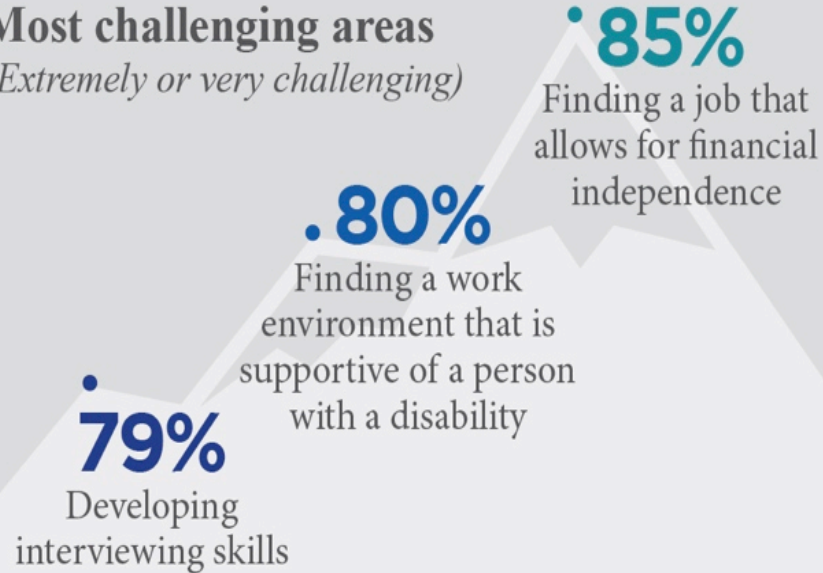 Most challenging areas
(Extremely or very challenging)
85%
Finding a job that
allows for financial
independence
80%
Finding a work
environment that is
supportive of a person
with a disability
79%
Developing
interviewing skills